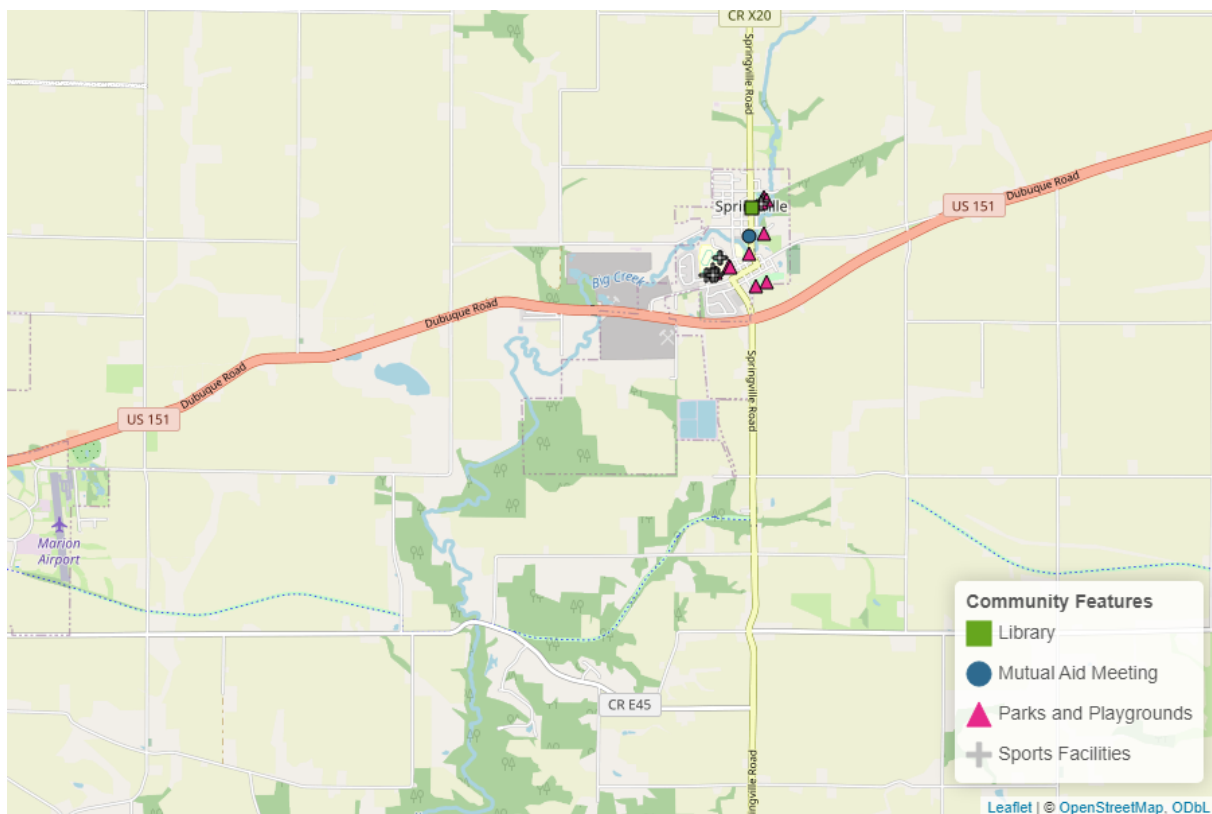 CR X20
Springville Road
Dubuque Road
US 151
Springville
Big Creek
Dubuque Road
Springville Road
Dubuque Road
US 151
Marion
Airport
Community Features
Library
Mutual Aid Meeting
Parks and Playgrounds
Sports Facilities
CR E45
ngville Road
Leaflet | © OpenStreetMap, ODbL